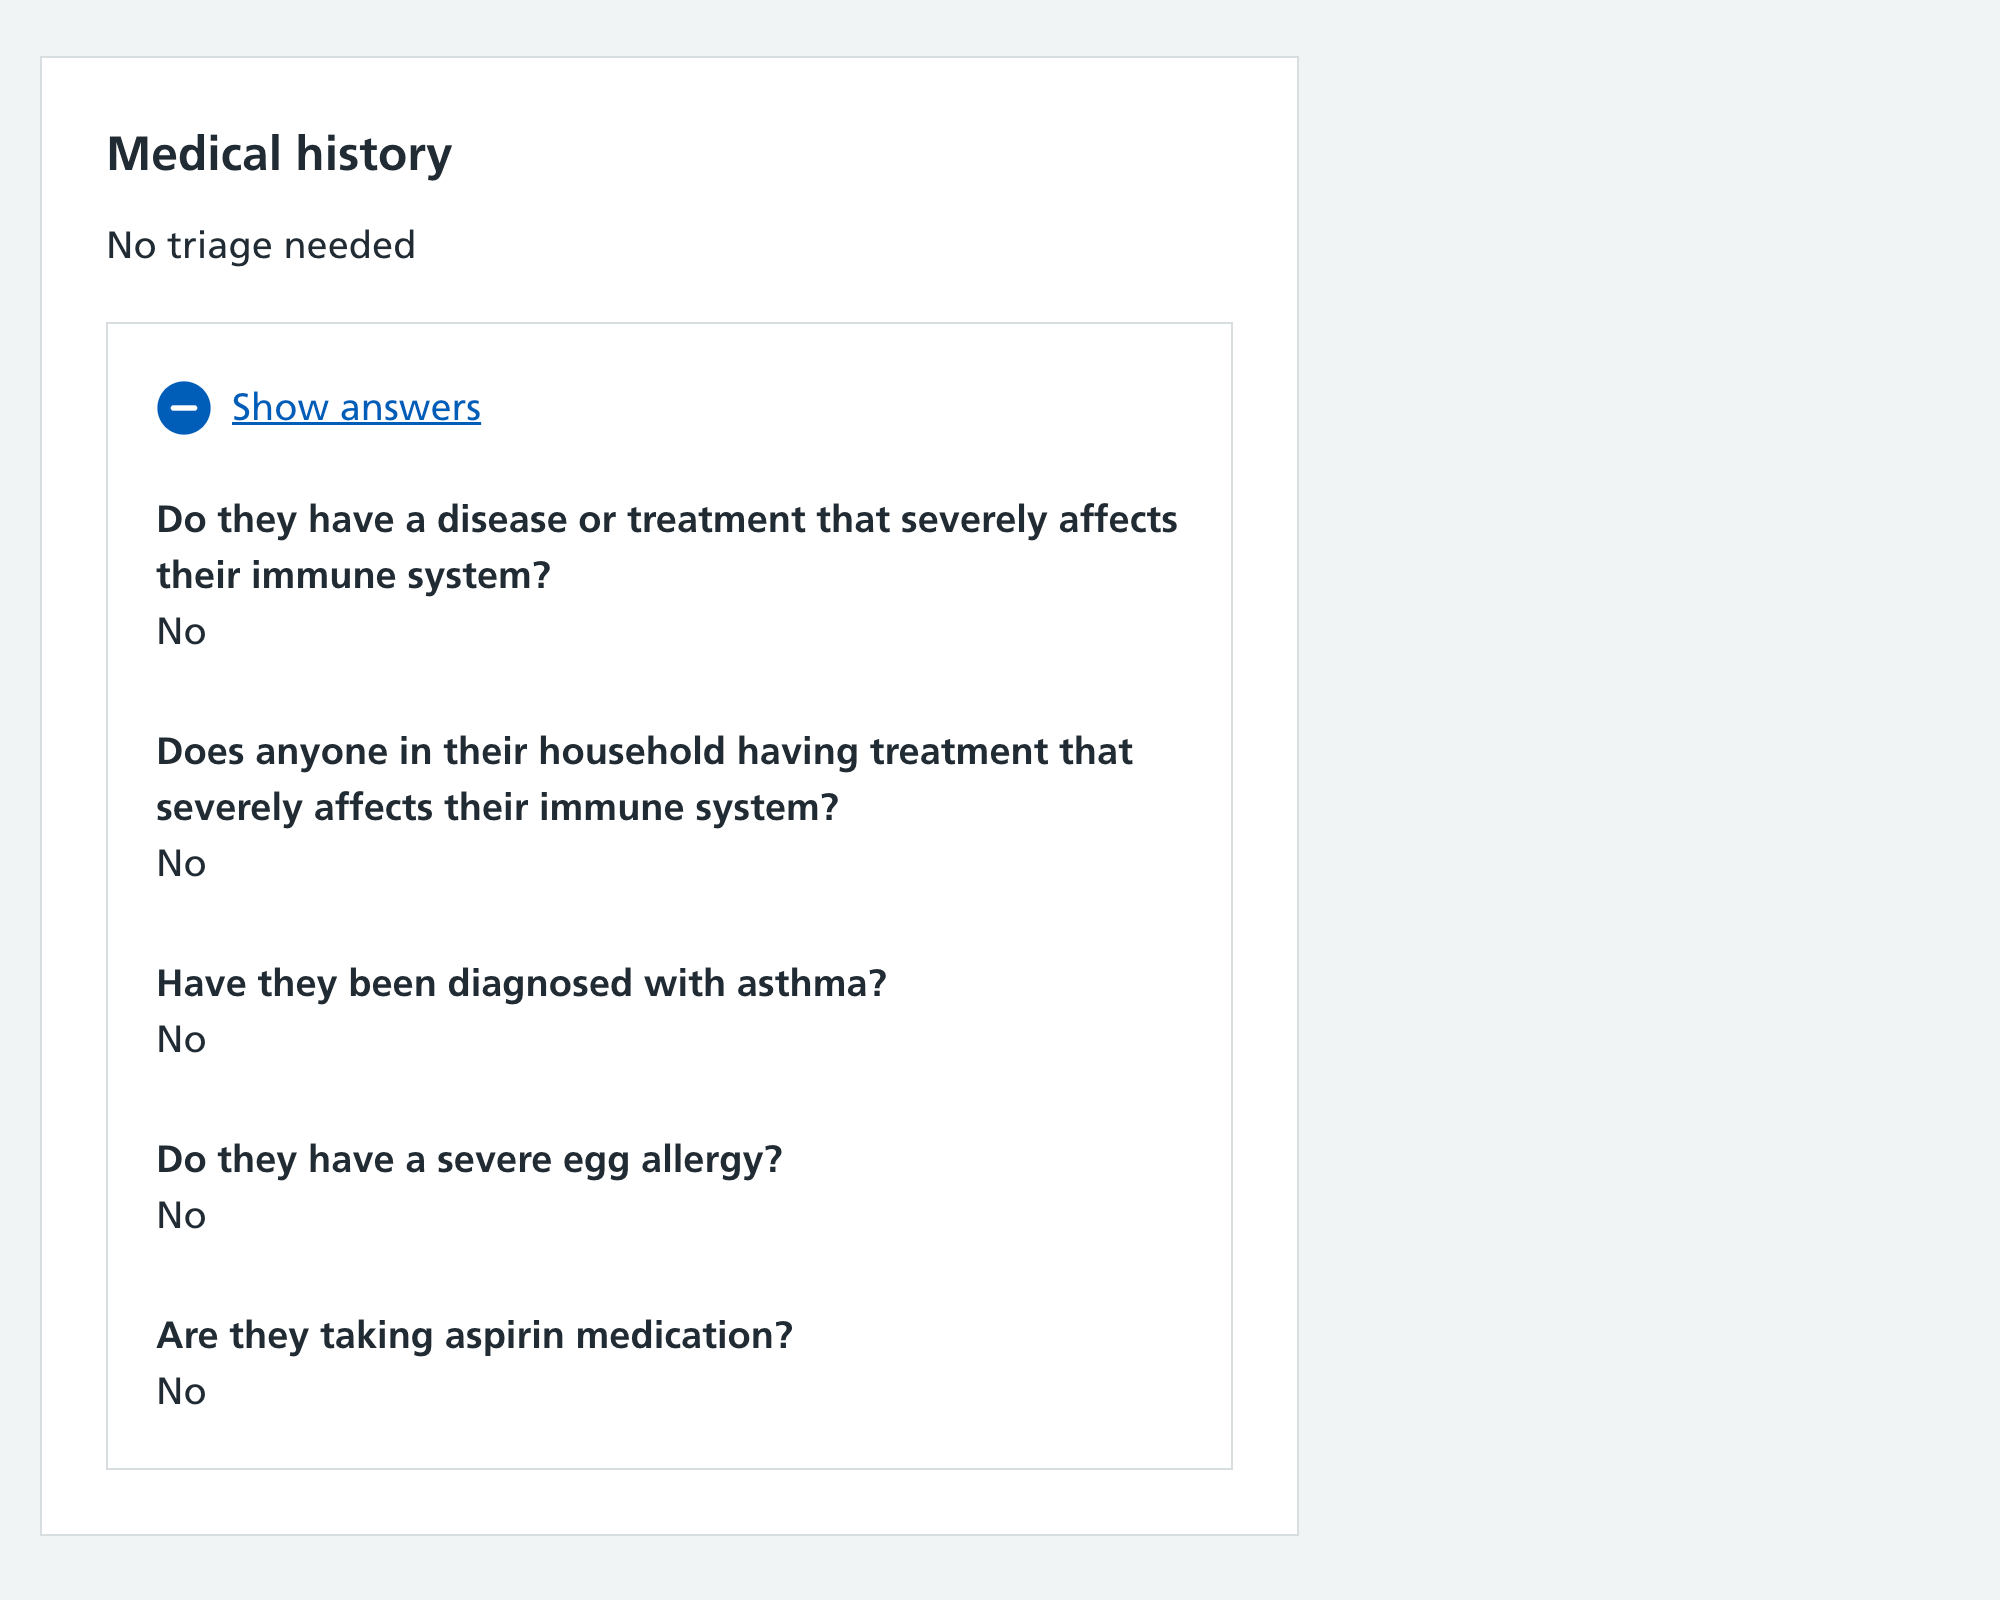 Medical history
No triage needed
Show answers
Do they have a disease or treatment that severely affects
their immune system?
No
Does anyone in their household having treatment that
severely affects their immune system?
No
Have they been diagnosed with asthma?
No
Do they have a severe egg allergy?
No
Are they taking aspirin medication?
No